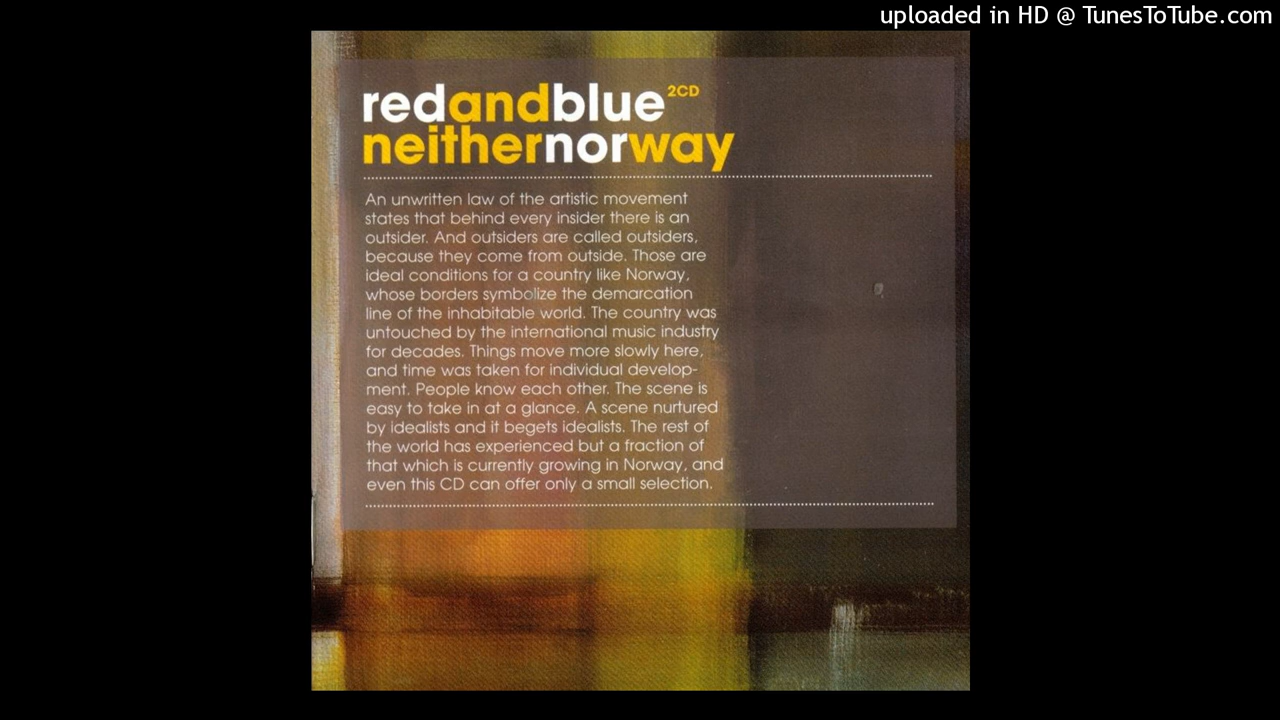 uploaded in HD @ TunesToTube.com
redandblue 2CD
neithernorway
An unwritten law of the artistic movement
states that behind every insider there is an
outsider. And outsiders are called outsiders,
because they come from outside. Those are
ideal conditions for a country like Norway,
whose borders symbolize the demarcation
line of the inhabitable world. The country was
untouched by the international music industry
for decades. Things move more slowly here,
and time was taken for individual develop-
ment. People know each other. The scene is
easy to take in at a glance. A scene nurtured
by idealists and it begets idealists. The rest of
the world has experienced but a fraction of
that which is currently growing in Norway, and
even this CD can offer only a small selection.